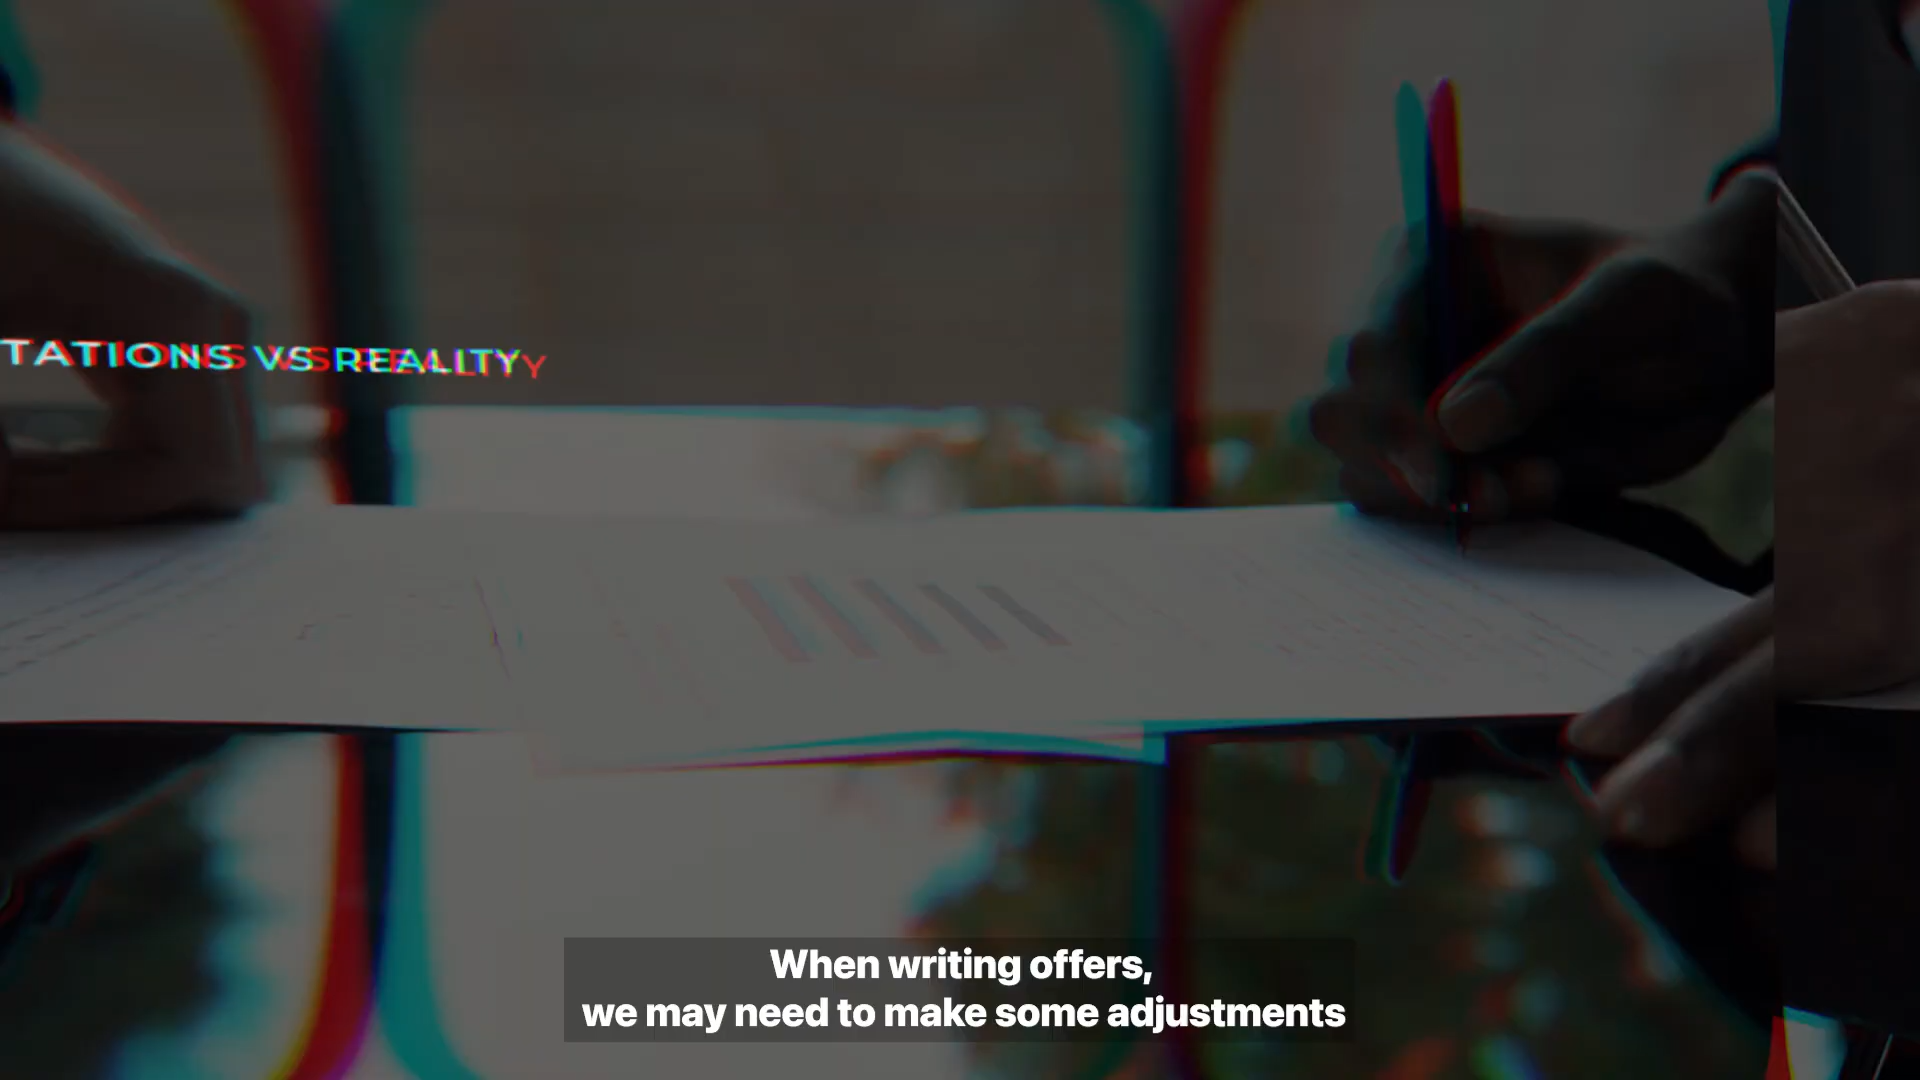 TATIONS VS REALITY
When writing offers,
we may need to make some adjustments